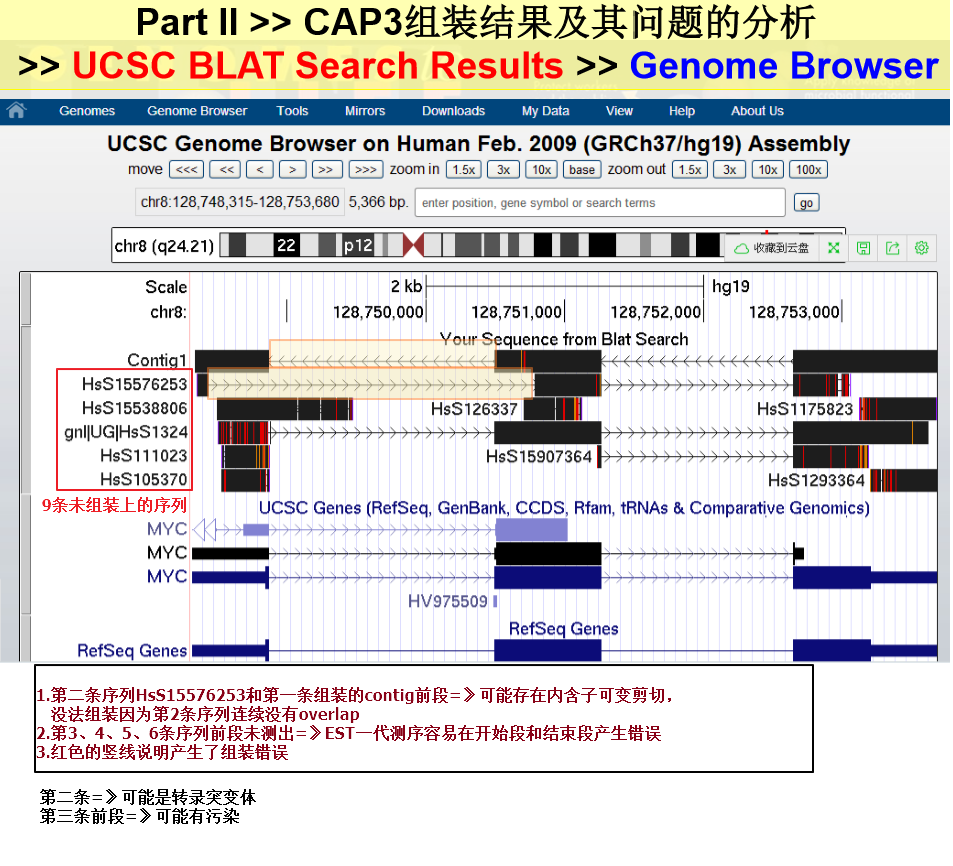 Part II >> CAP3组装结果及其问题的分析
>> UCSC BLAT Search Results >> Genome Browser
Genomes Genome Browser Tools Mirrors Downloads My Data View Help About Us
UCSC Genome Browser on Human Feb. 2009 (GRCh37/hg19) Assembly
move <<< << < > >> >>> zoom in 1.5x 3x 10x base zoom out 1.5x 3x 10x 100x
chr8:128,748,315-128,753,680 5,366 bp. enter position, gene symbol or search terms go
chr8 (q24.21) 22 p12 收藏到云盘
Scale 2 kb hg19
chr8: 128,750,000 128,751,000 128,752,000 128,753,000
Your Sequence from Blat Search
Contig1
HsS15576253
HsS15538806 HsS126337 HsS1175823
gnl|UG|HsS1324
HsS111023 HsS15907364
HsS105370 HsS1293364
9条未组装上的序列
UCSC Genes (RefSeq, GenBank, CCDS, Rfam, tRNAs & Comparative Genomics)
MYC
MYC
MYC
HV975509
RefSeq Genes
RefSeq Genes
1.第二条序列HsS15576253和第一条组装的contig前段=》可能存在内含子可变剪切，
没法组装因为第2条序列连续没有overlap
2.第3、4、5、6条序列前段未测出=》EST一代测序容易在开始段和结束段产生错误
3.红色的竖线说明产生了组装错误
第二条=》可能是转录突变体
第三条前段=》可能有污染